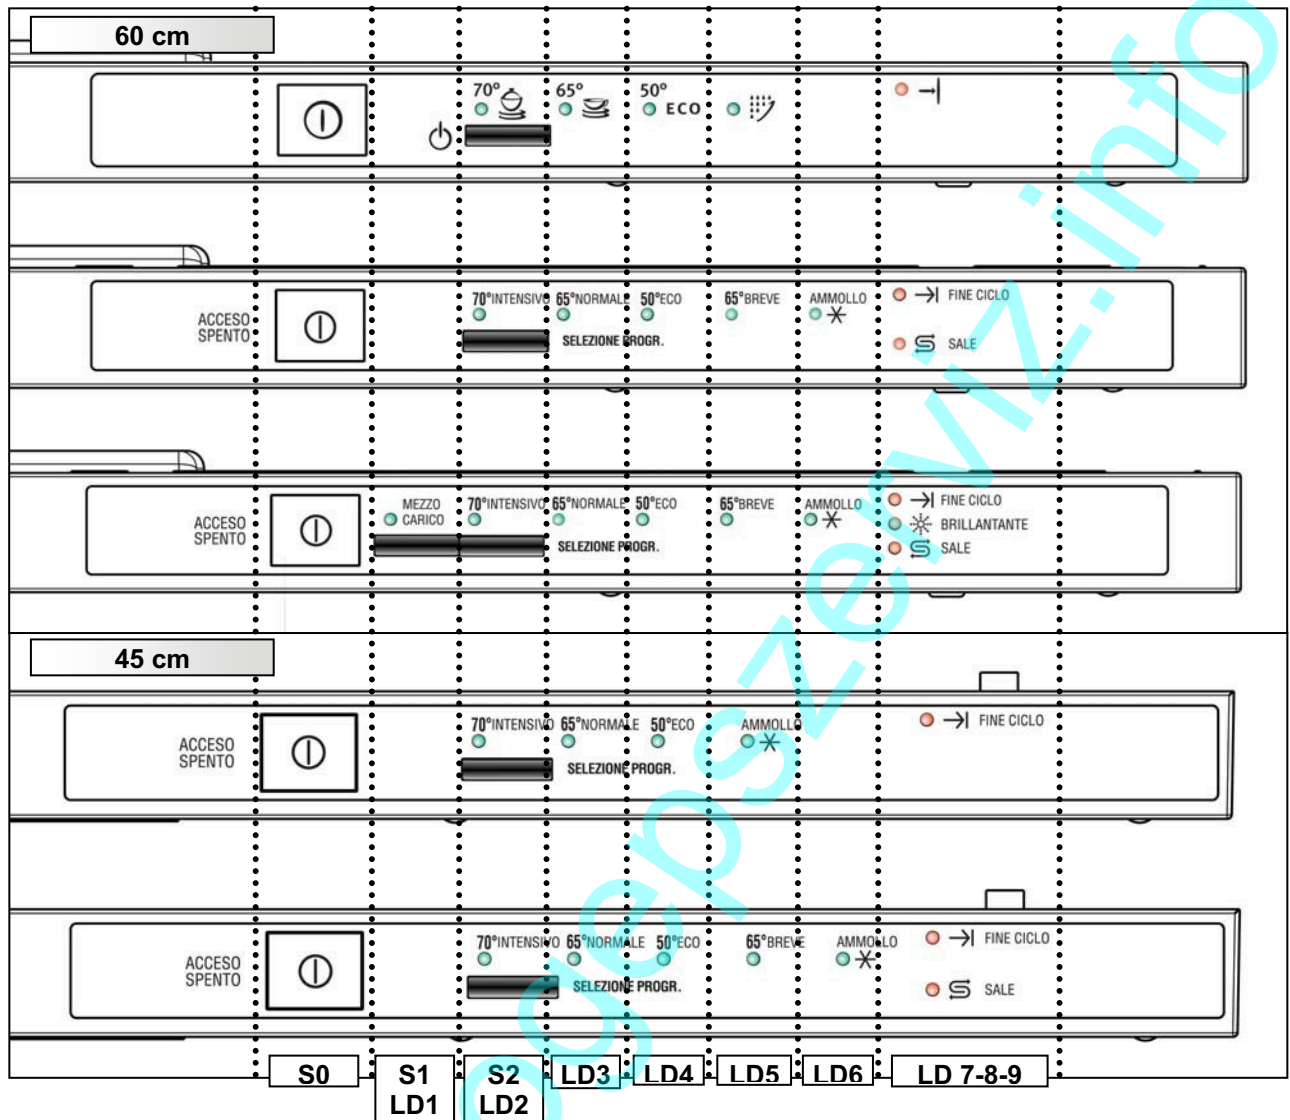 60 cm
70° 65° 50°
ECO
ACCESO
SPENTO
70°INTENSIVO 65°NORMALE 50°ECO 65°BREVE AMMOLLO
SELEZIONE PROGR.
FINE CICLO
SALE
ACCESO
SPENTO
MEZZO
CARICO
70°INTENSIVO 65°NORMALE 50°ECO 65°BREVE AMMOLLO
SELEZIONE PROGR.
FINE CICLO
BRILLANTANTE
SALE
45 cm
ACCESO
SPENTO
70°INTENSIVO 65°NORMALE 50°ECO AMMOLLO
SELEZIONE PROGR.
FINE CICLO
ACCESO
SPENTO
70°INTENSIVO 65°NORMALE 50°ECO 65°BREVE AMMOLLO
SELEZIONE PROGR.
FINE CICLO
SALE
S0 S1 S2 LD3 LD4 LD5 LD6 LD 7-8-9
LD1 LD2
ogepszerviz.info